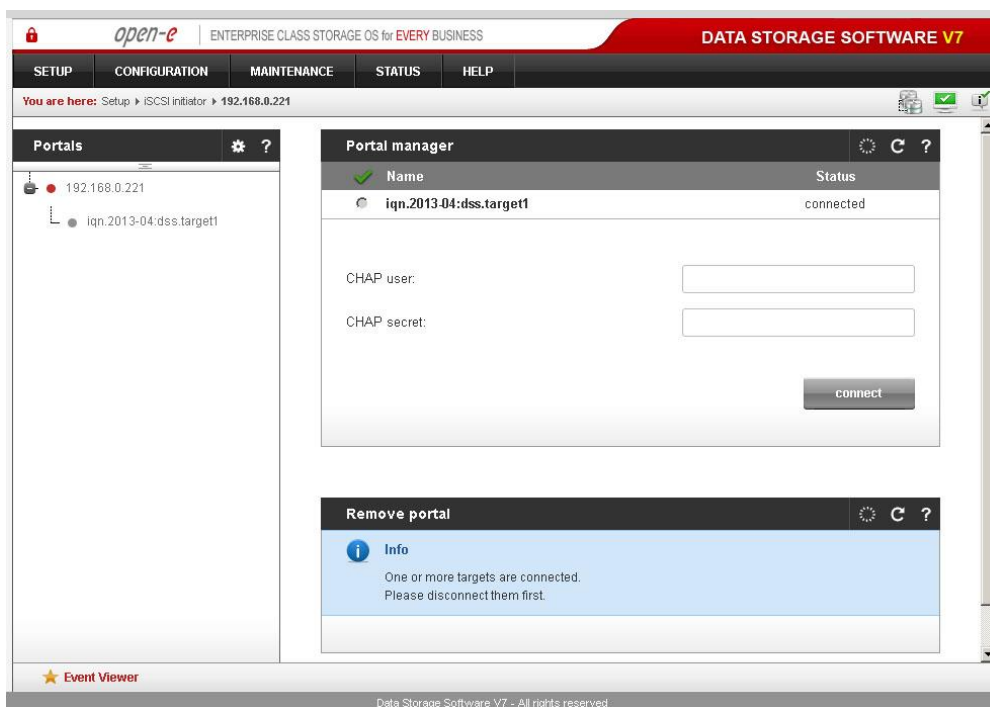 open-e ENTERPRISE CLASS STORAGE OS for EVERY BUSINESS DATA STORAGE SOFTWARE V7
SETUP CONFIGURATION MAINTENANCE STATUS HELP
You are here: Setup ▸ iSCSI initiator ▸ 192.168.0.221
Portals ?
192.168.0.221
iqn.2013-04:dss.target1
Portal manager ?
Name Status
iqn.2013-04:dss.target1 connected
CHAP user:
CHAP secret:
connect
Remove portal ?
Info
One or more targets are connected.
Please disconnect them first.
Event Viewer
Data Storage Software V7 - All rights reserved